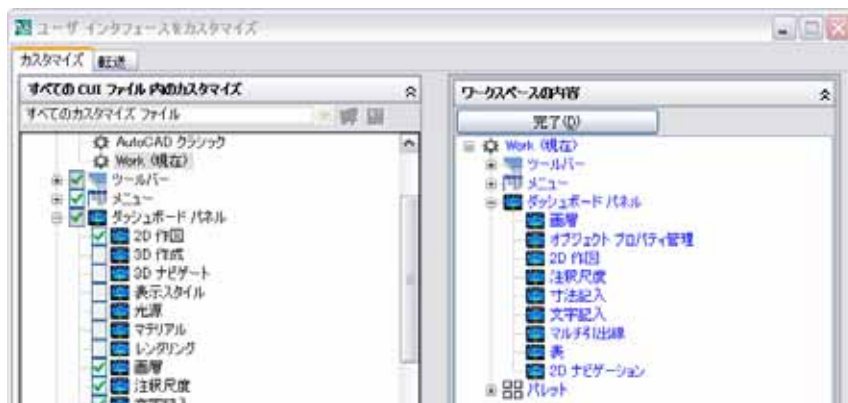 ユーザ インタフェースをカスタマイズ
カスタマイズ
転送
すべての CUI ファイル内のカスタマイズ
すべてのカスタマイズ ファイル
AutoCAD クラシック
Work (現在)
ツールバー
メニュー
ダッシュボード パネル
2D 作図
3D 作成
3D ナビゲート
表示スタイル
光源
マテリアル
レンダリング
画層
注釈尺度
文字記入
ワークスペースの内容
完了(D)
Work (現在)
ツールバー
メニュー
ダッシュボード パネル
画層
オブジェクト プロパティ管理
2D 作図
注釈尺度
寸法記入
文字記入
マルチ引出線
表
2D ナビゲーション
パレット